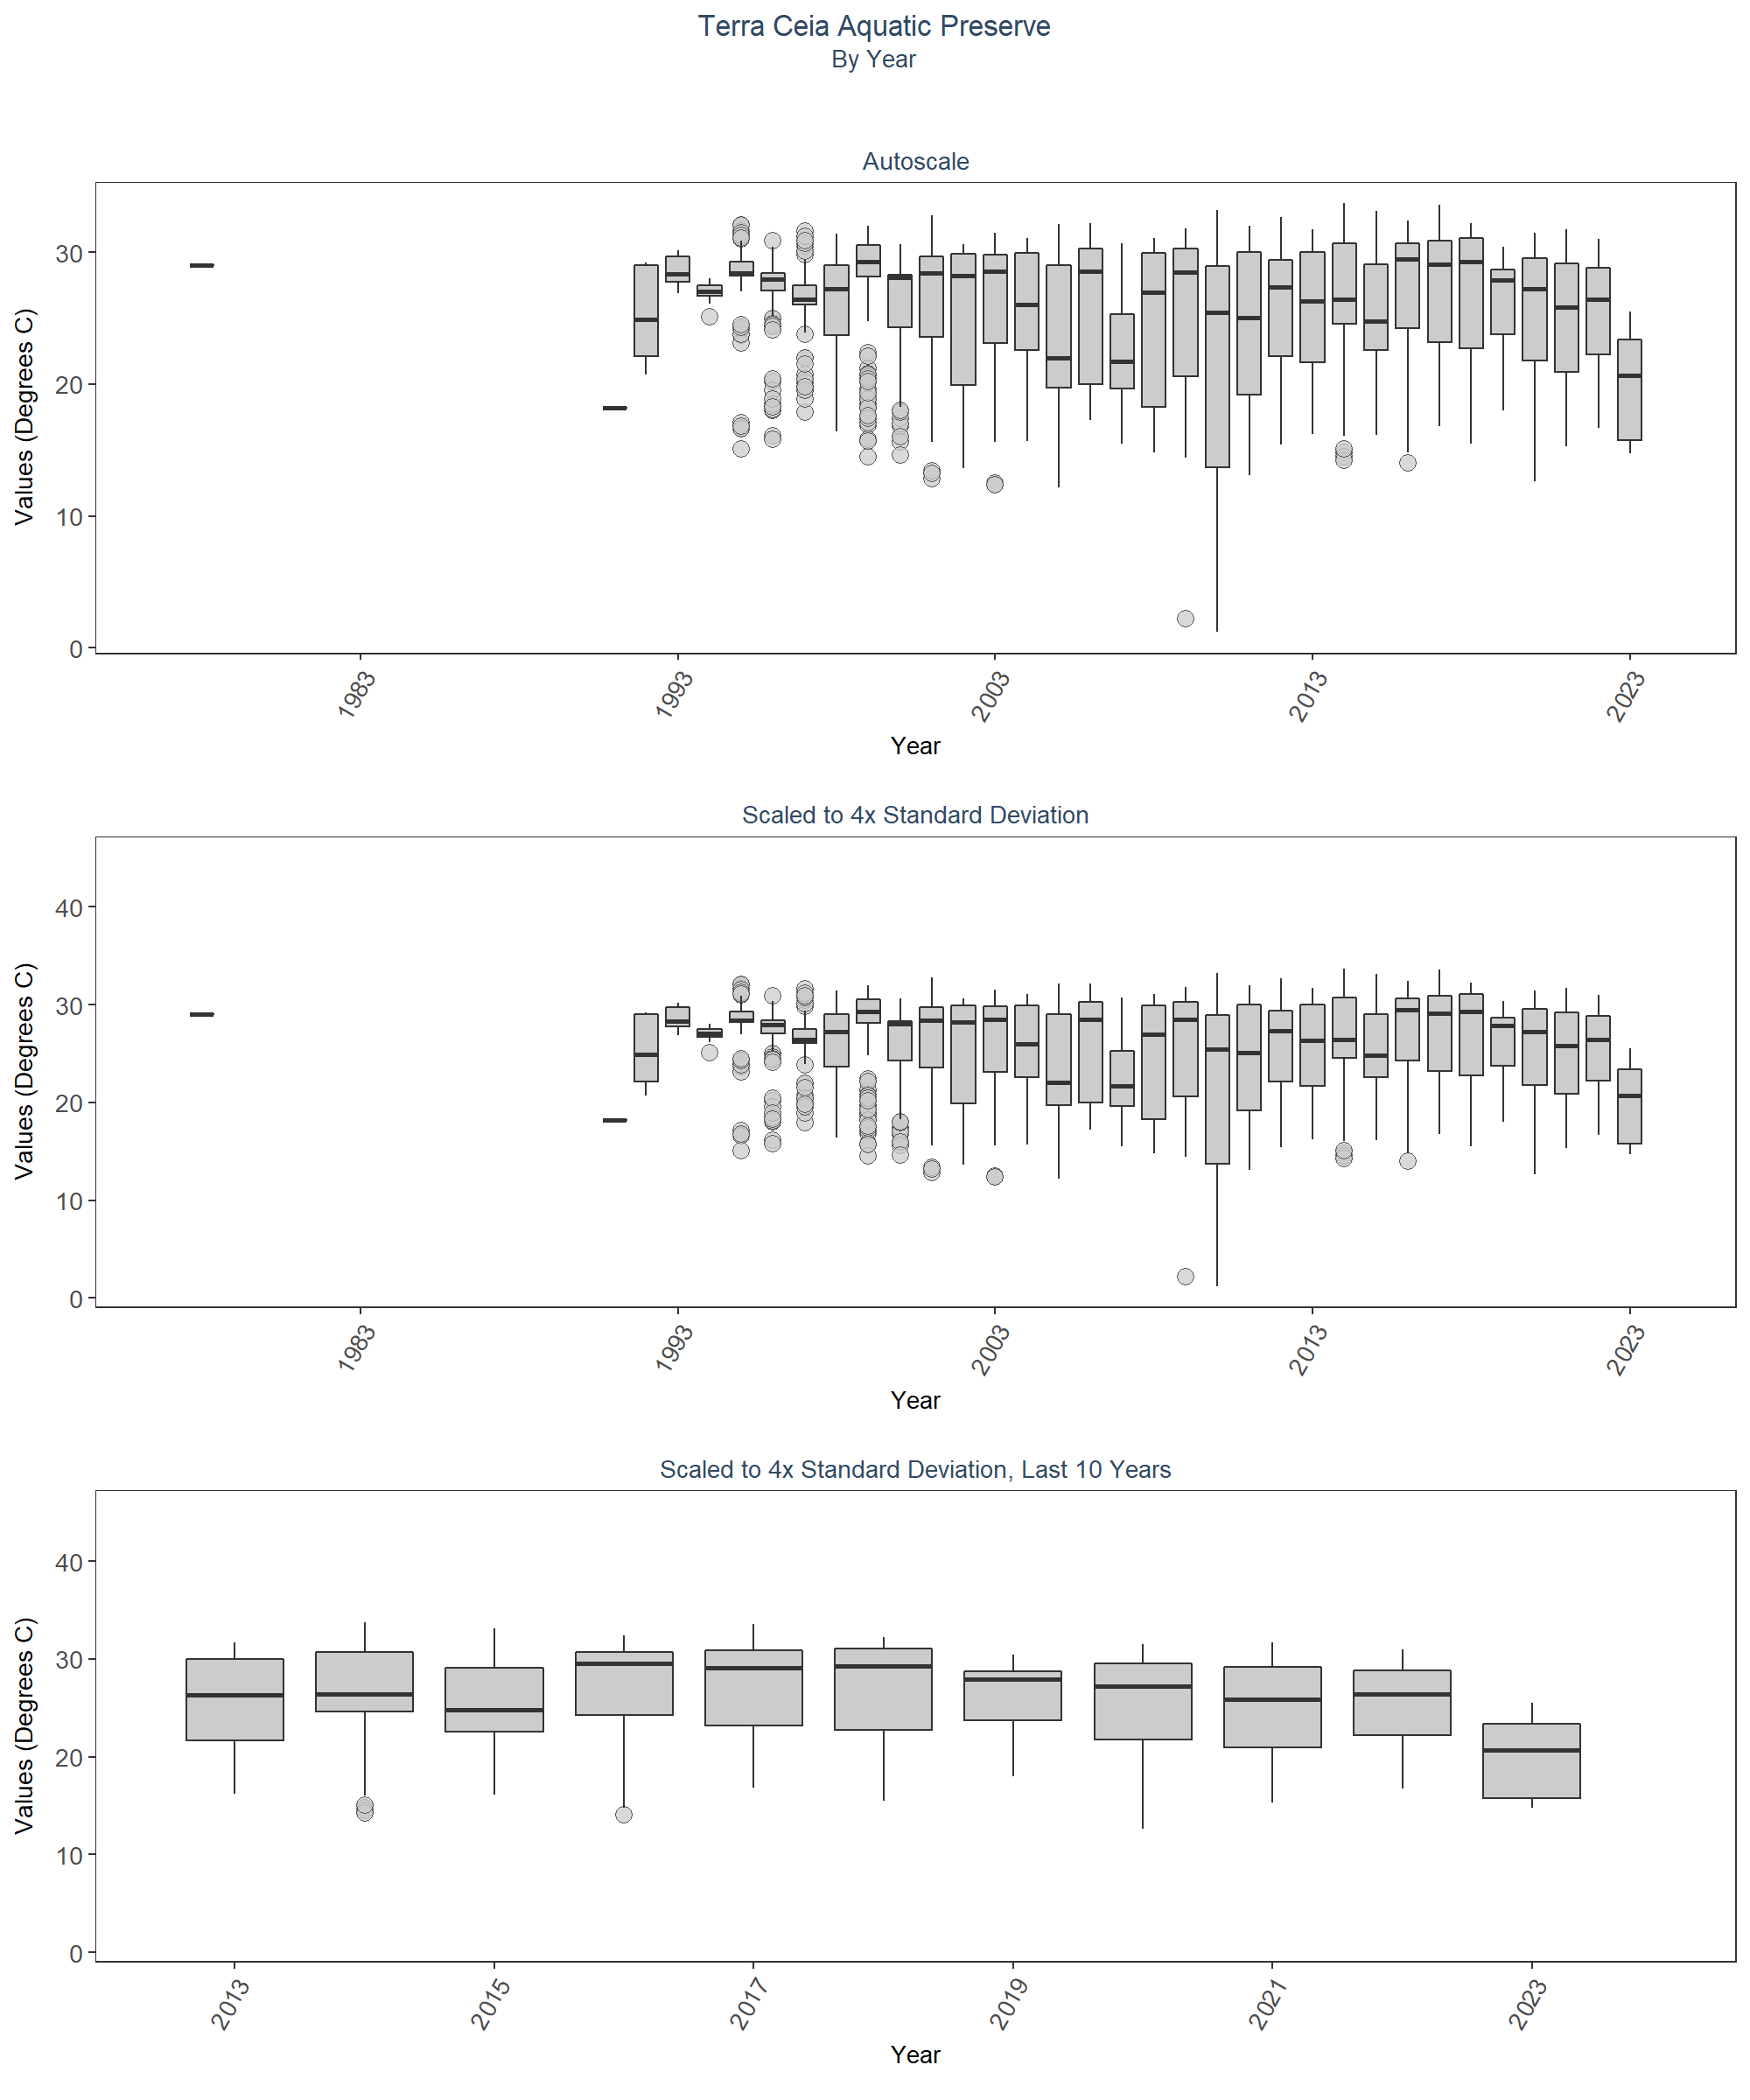 Terra Ceia Aquatic Preserve
By Year
Autoscale
Values (Degrees C)
30
20
10
0
1983
1993
2003
2013
2023
Year
Scaled to 4x Standard Deviation
Values (Degrees C)
40
30
20
10
0
1983
1993
2003
2013
2023
Year
Scaled to 4x Standard Deviation, Last 10 Years
Values (Degrees C)
40
30
20
10
0
2013
2015
2017
2019
2021
2023
Year